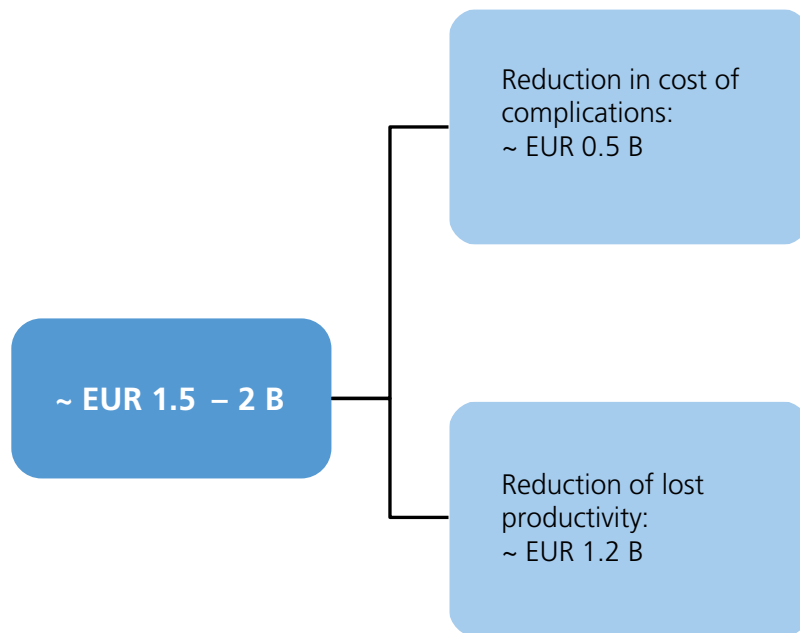 Reduction in cost of
complications:
~ EUR 0.5 B
~ EUR 1.5 – 2 B
Reduction of lost
productivity:
~ EUR 1.2 B